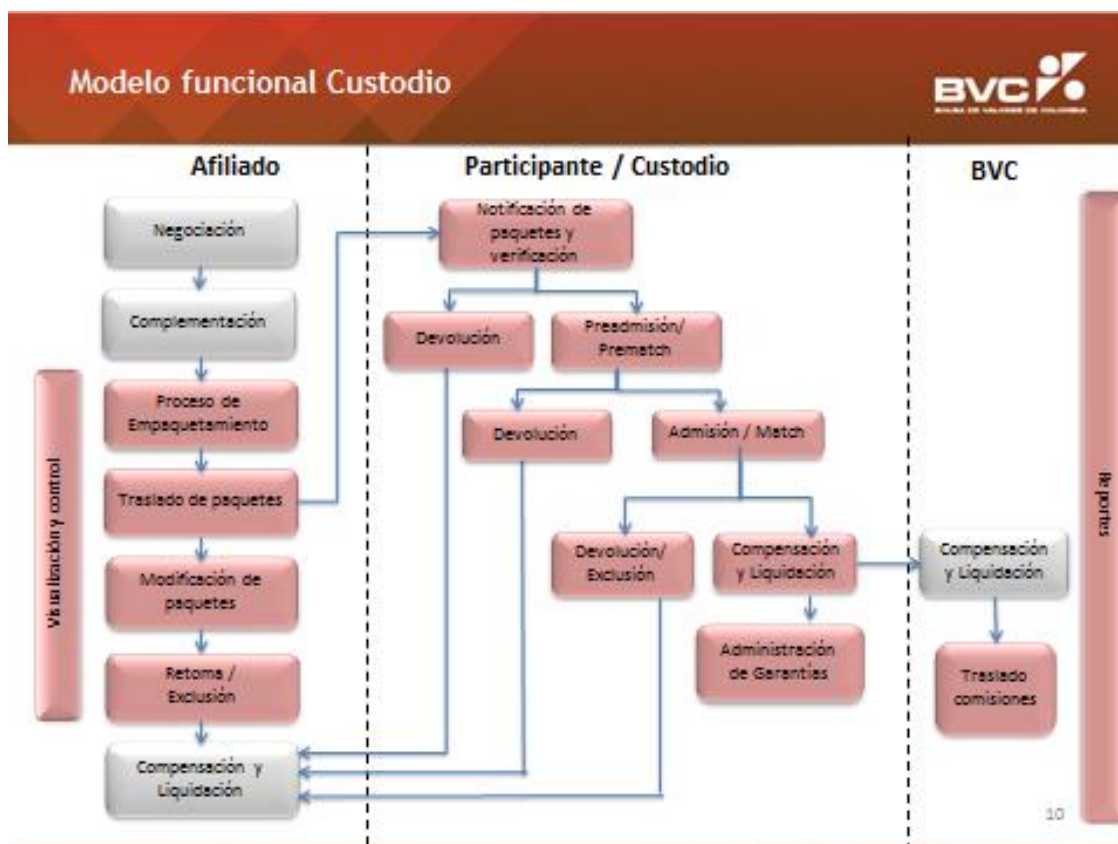 Modelo funcional Custodio
BVC
BOLSA DE VALORES DE COLOMBIA
Afiliado
Participante / Custodio
BVC
Negociación
Complementación
Proceso de
Empaquetamiento
Traslado de paquetes
Modificación de
paquetes
Retoma /
Exclusión
Compensación y
Liquidación
Visualización y control
Notificación de
paquetes y
verificación
Devolución
Preadmisión/
Prematch
Devolución
Admisión / Match
Devolución/
Exclusión
Compensación
y Liquidación
Administración
de Garantías
Compensación
y Liquidación
Traslado
comisiones
Reportes
10